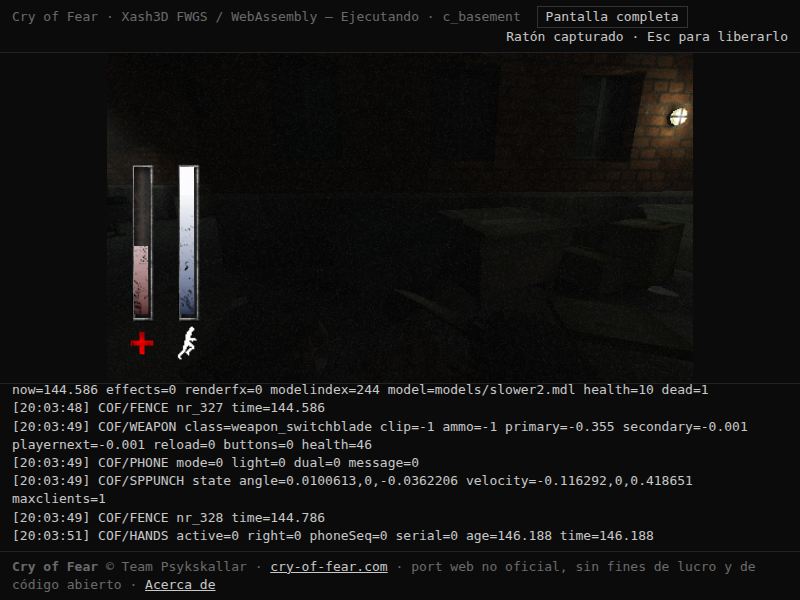 Cry of Fear · Xash3D FWGS / WebAssembly — Ejecutando · c_basement
Pantalla completa
Ratón capturado · Esc para liberarlo
now=144.586 effects=0 renderfx=0 modelindex=244 model=models/slower2.mdl health=10 dead=1
[20:03:48] COF/FENCE nr_327 time=144.586
[20:03:49] COF/WEAPON class=weapon_switchblade clip=-1 ammo=-1 primary=-0.355 secondary=-0.001
playernext=-0.001 reload=0 buttons=0 health=46
[20:03:49] COF/PHONE mode=0 light=0 dual=0 message=0
[20:03:49] COF/SPPUNCH state angle=0.0100613,0,-0.0362206 velocity=-0.116292,0,0.418651
maxclients=1
[20:03:49] COF/FENCE nr_328 time=144.786
[20:03:51] COF/HANDS active=0 right=0 phoneSeq=0 serial=0 age=146.188 time=146.188
Cry of Fear © Team Psykskallar · cry-of-fear.com · port web no oficial, sin fines de lucro y de
código abierto · Acerca de